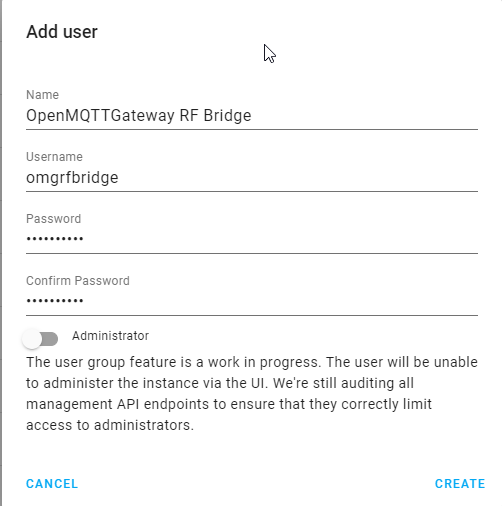 Add user
Name
OpenMQTTGateway RF Bridge
Username
omgrfbridge
Password
••••••••••
Confirm Password
••••••••••
Administrator
The user group feature is a work in progress. The user will be unable
to administer the instance via the UI. We're still auditing all
management API endpoints to ensure that they correctly limit
access to administrators.
CANCEL CREATE